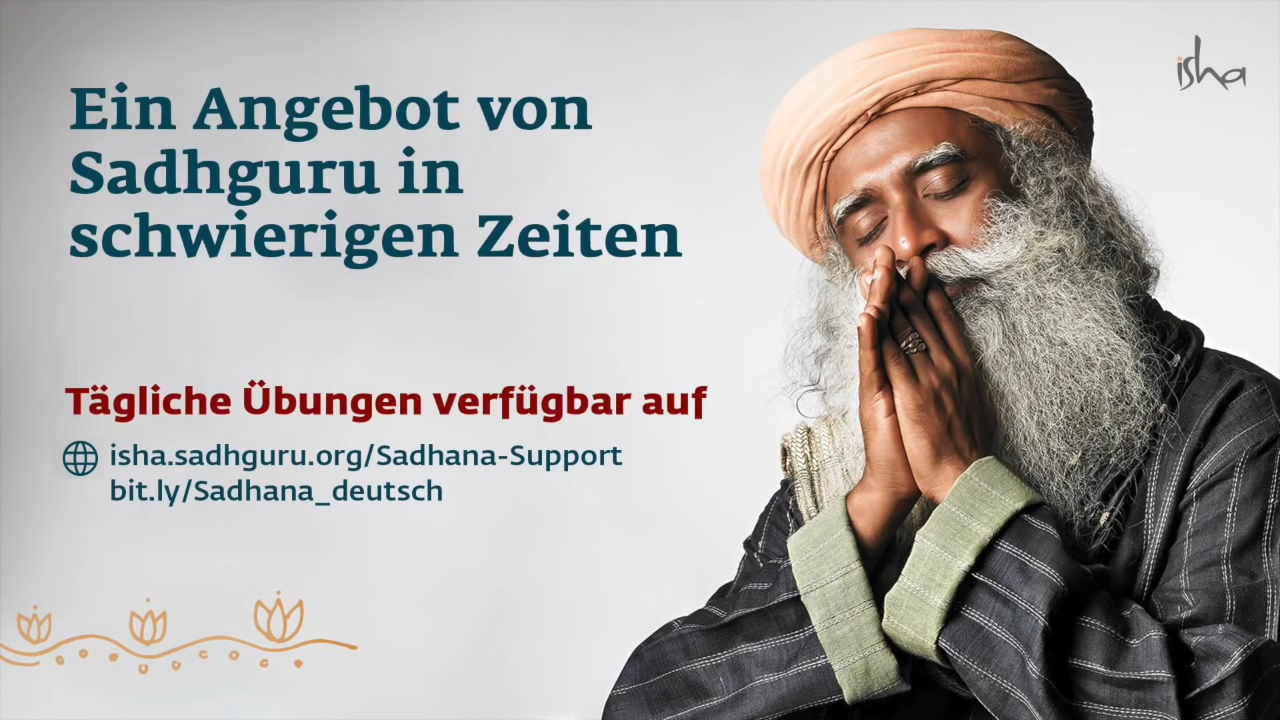 isha
Ein Angebot von
Sadhguru in
schwierigen Zeiten
Tägliche Übungen verfügbar auf
isha.sadhguru.org/Sadhana-Support
bit.ly/Sadhana_deutsch